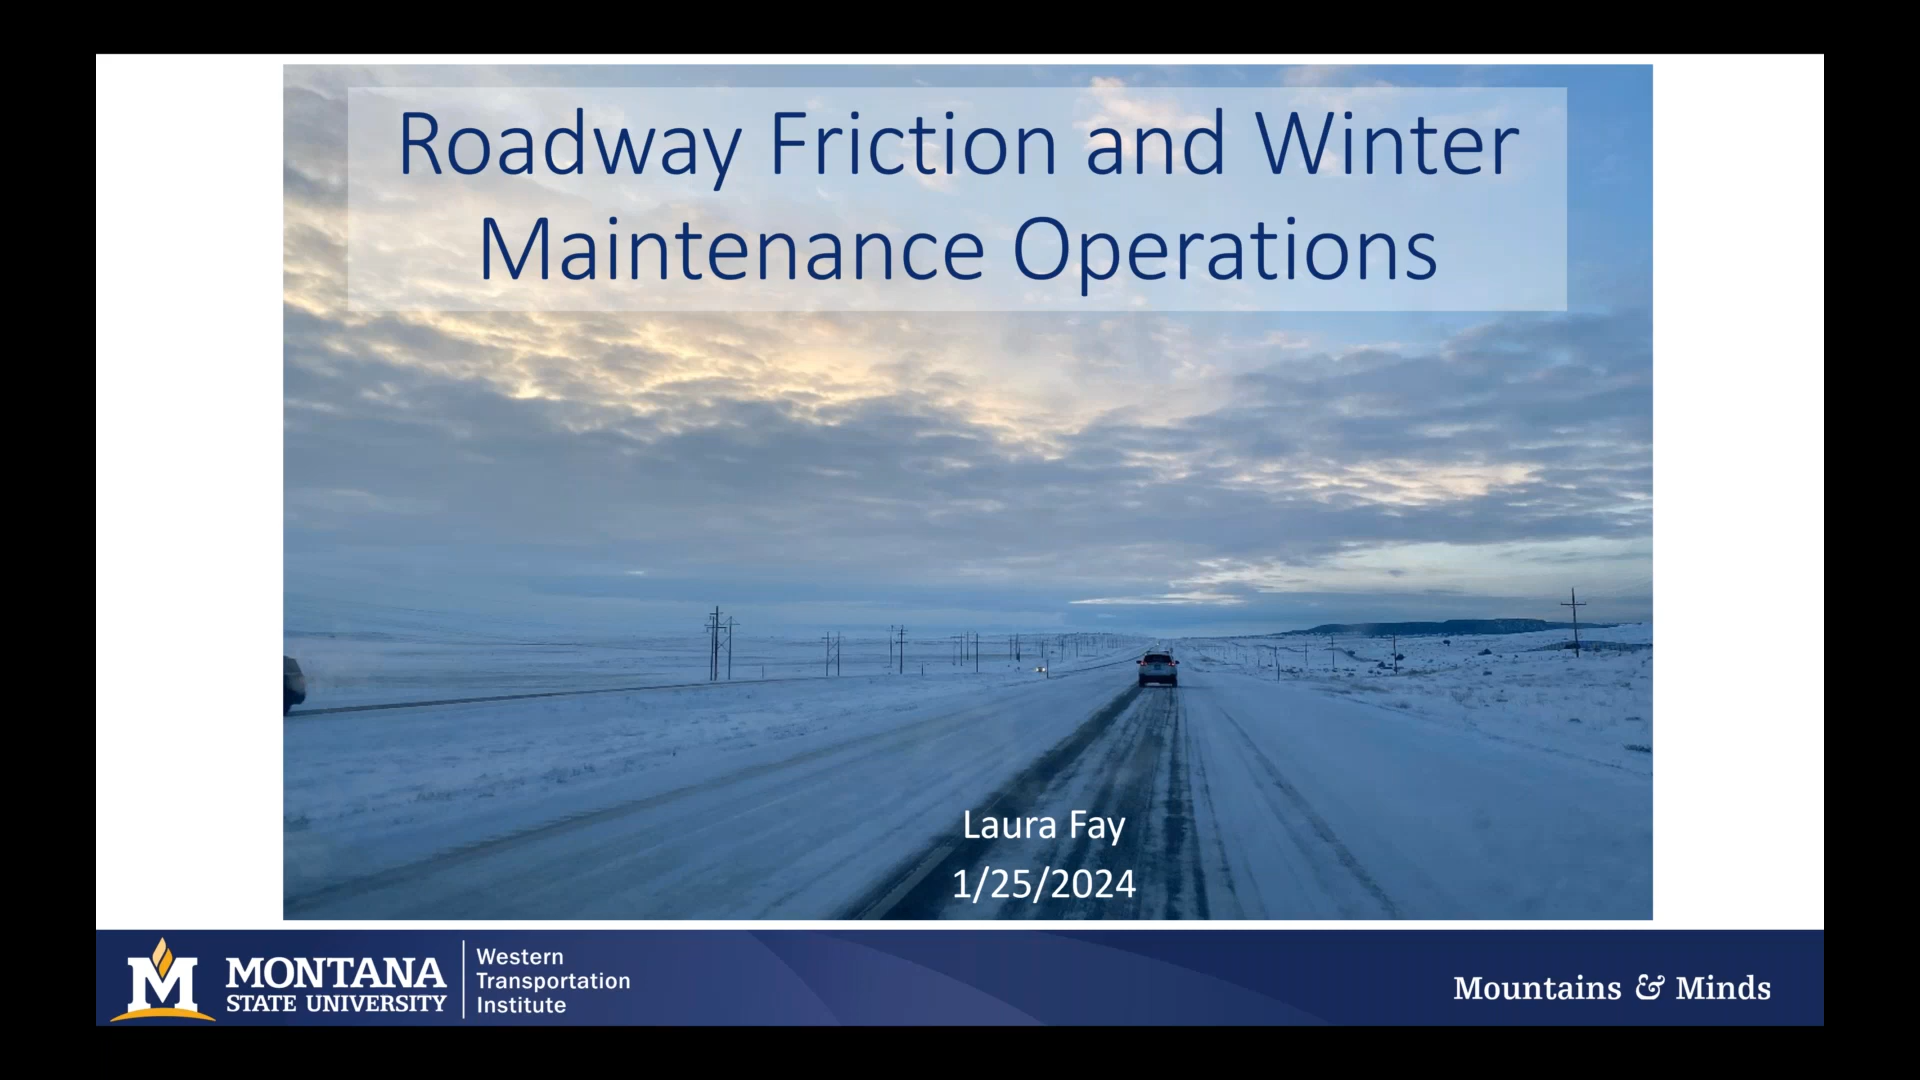 Roadway Friction and Winter
Maintenance Operations
Laura Fay
1/25/2024
MONTANA
STATE UNIVERSITY
Western
Transportation
Institute
Mountains & Minds